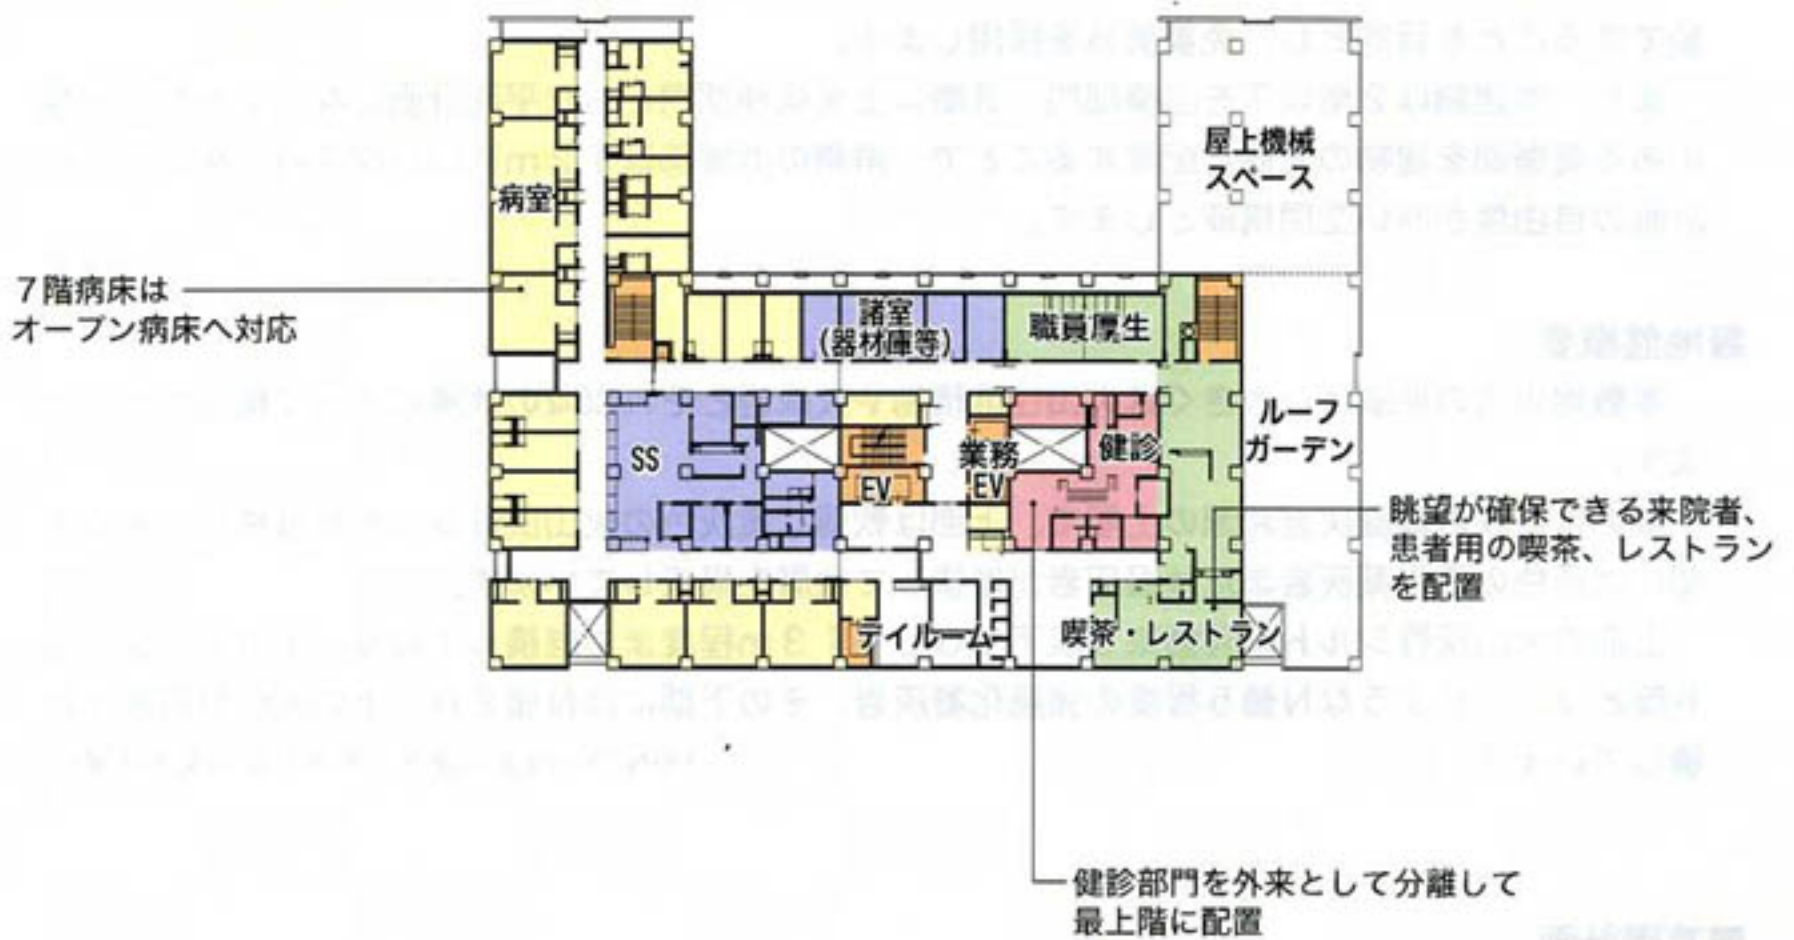 屋上機械
スペース
病室
7階病床は
オープン病床へ対応
諸室
(器材庫等)
職員厚生
ルーフ
ガーデン
SS
業務
EV
健診
EV
眺望が確保できる来院者、
患者用の喫茶、レストラン
を配置
デイルーム
喫茶・レストラン
健診部門を外来として分離して
最上階に配置